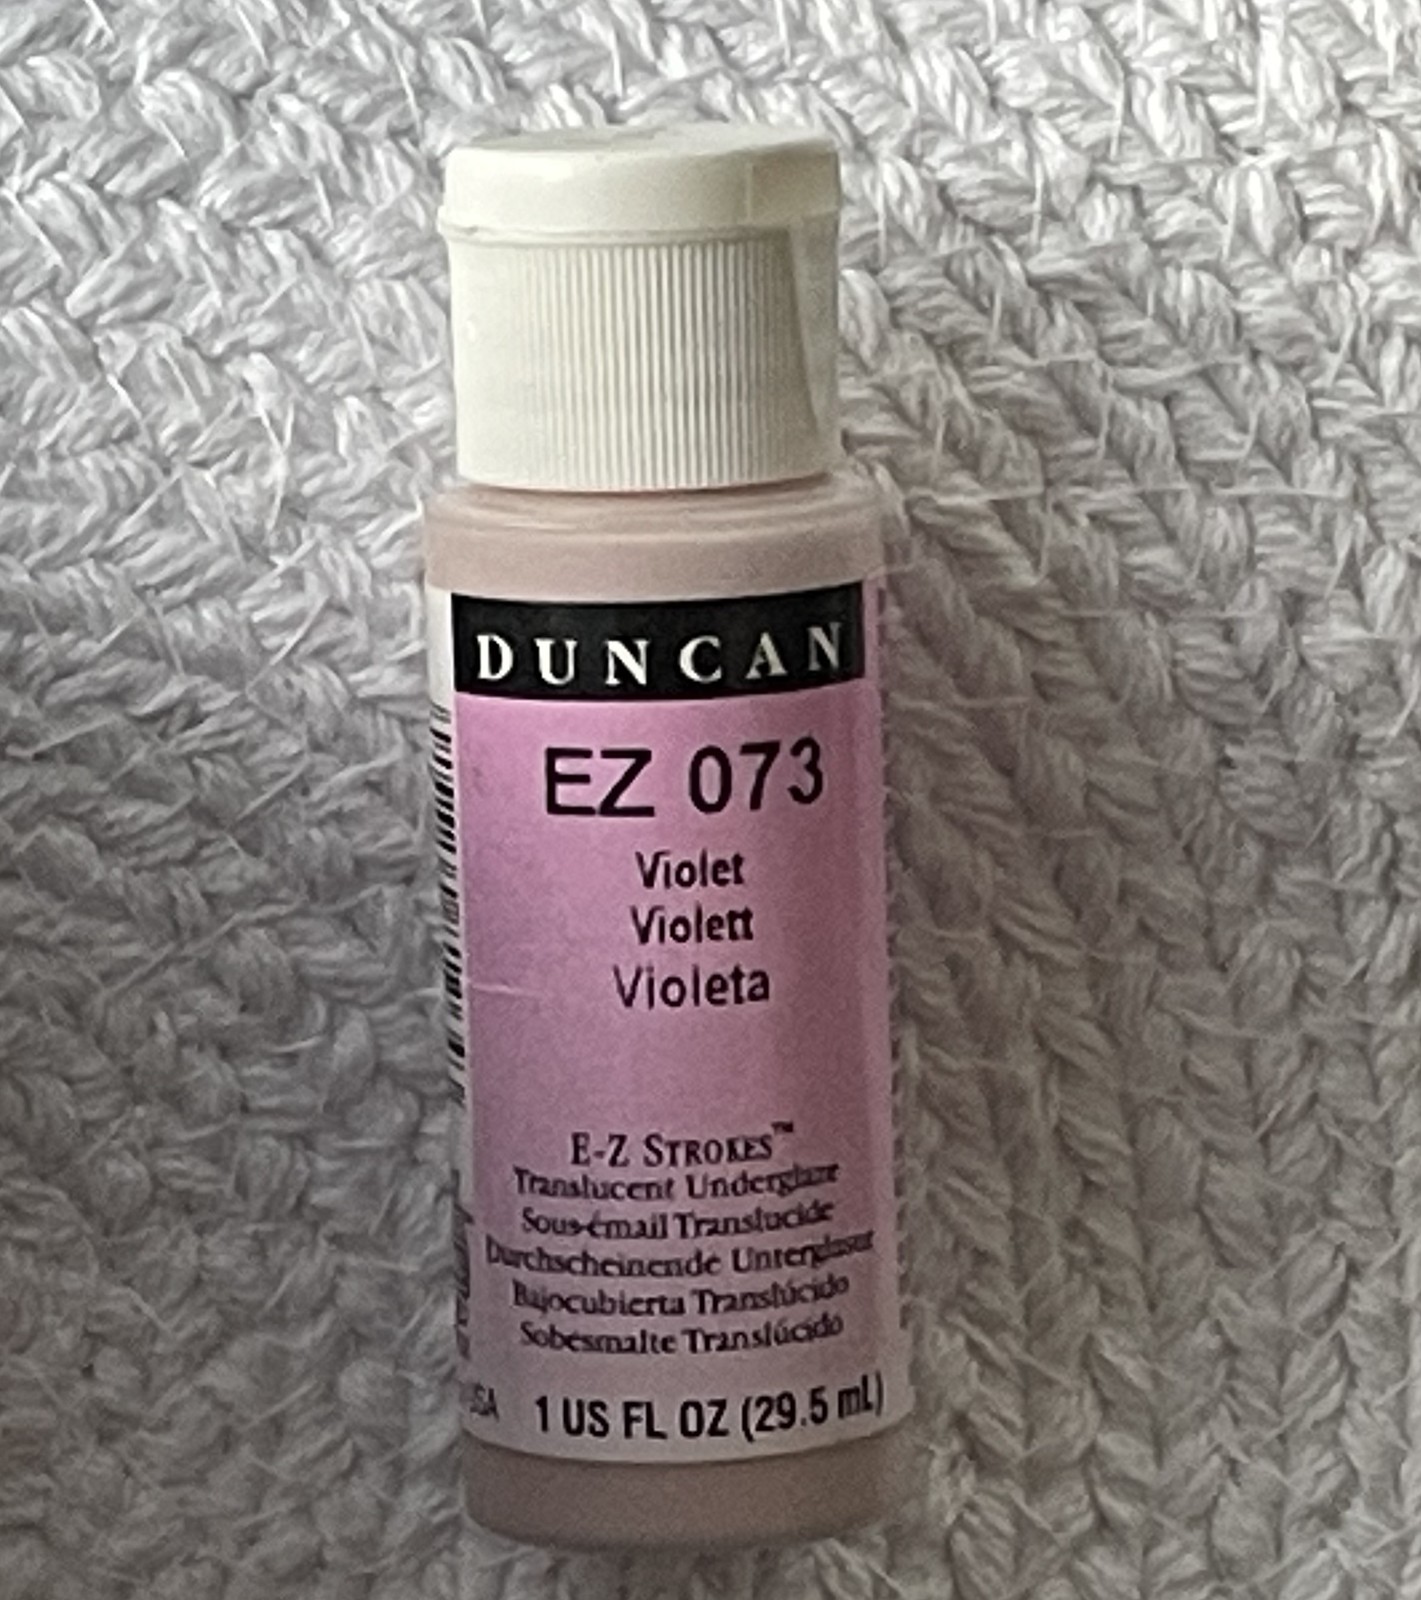 DUNCAN
EZ 073
Violet
Violett
Violeta
E-Z STROKES™
Translucent Underglaze
Sous-émail Translucide
Durchscheinende Unterglasur
Bajocubierta Translúcido
Sobesmalte Translúcido
USA 1 US FL OZ (29.5 mL)